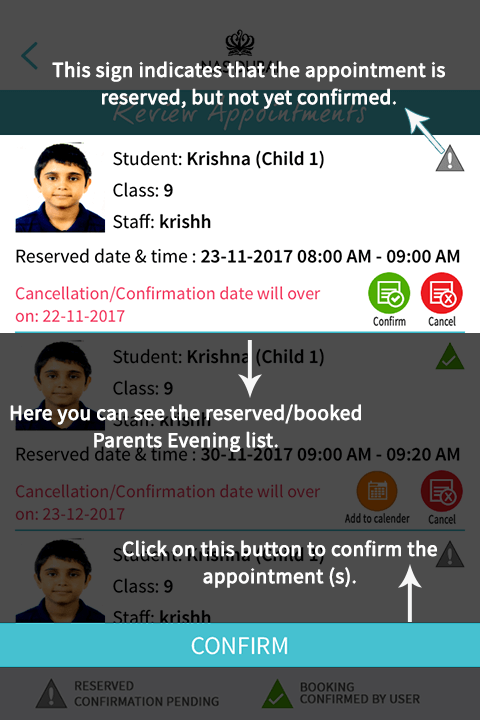 NAS DUBAI
This sign indicates that the appointment is
reserved, but not yet confirmed.
Review Appointments
Student: Krishna (Child 1)
Class: 9
Staff: krishh
Reserved date & time : 23-11-2017 08:00 AM - 09:00 AM
Cancellation/Confirmation date will over
on: 22-11-2017
Confirm
Cancel
Student: Krishna (Child 1)
Class: 9
Staff: krishh
Here you can see the reserved/booked
Parents Evening list.
Reserved date & time : 30-11-2017 09:00 AM - 09:20 AM
Cancellation/Confirmation date will over
on: 23-12-2017
Add to calender
Cancel
Student: Krishna (Child 1)
Click on this button to confirm the
appointment (s).
Class: 9
Staff: krishh
CONFIRM
RESERVED
CONFIRMATION PENDING
BOOKING
CONFIRMED BY USER